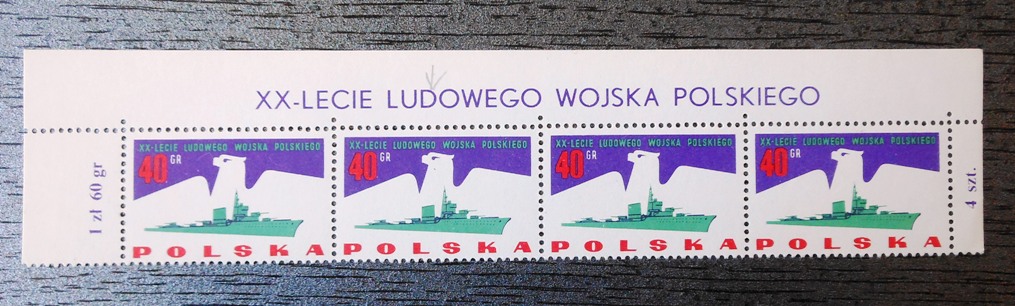 XX-LECIE LUDOWEGO WOJSKA POLSKIEGO
1 zł 60 gr
XX-LECIE LUDOWEGO WOJSKA POLSKIEGO
40 GR
POLSKA
XX-LECIE LUDOWEGO WOJSKA POLSKIEGO
40 GR
POLSKA
XX-LECIE LUDOWEGO WOJSKA POLSKIEGO
40 GR
POLSKA
XX-LECIE LUDOWEGO WOJSKA POLSKIEGO
40 GR
POLSKA
4 szt.